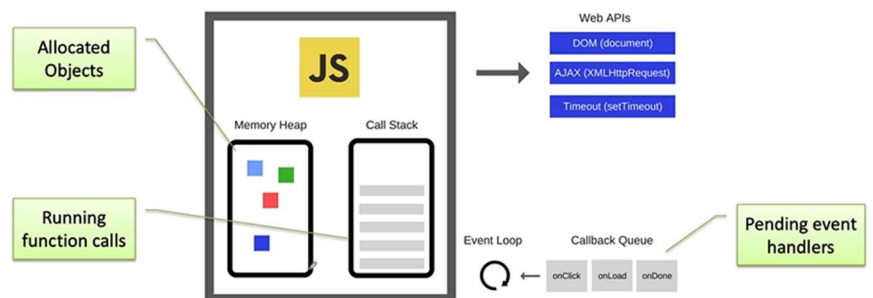 Allocated
Objects
JS
Memory Heap
Call Stack
Running
function calls
Web APIs
DOM (document)
AJAX (XMLHttpRequest)
Timeout (setTimeout)
Event Loop
Callback Queue
onClick
onLoad
onDone
Pending event
handlers